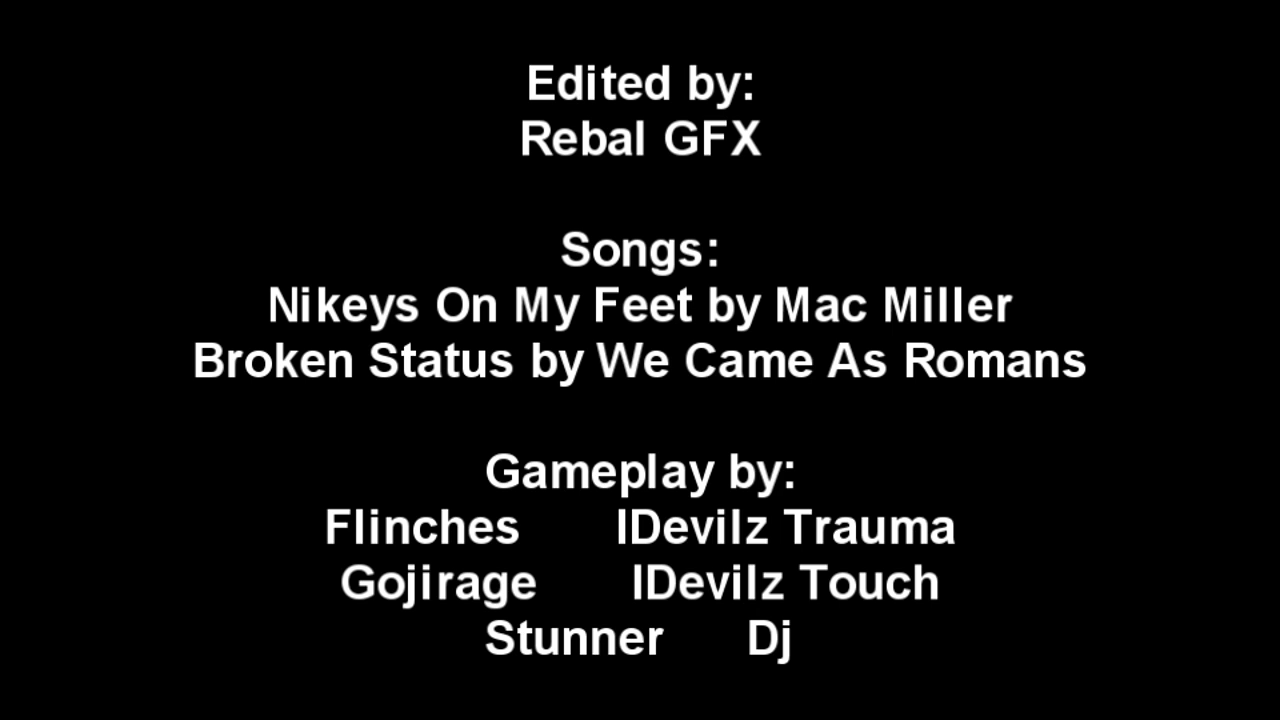 Edited by:
Rebal GFX
Songs:
Nikeys On My Feet by Mac Miller
Broken Status by We Came As Romans
Gameplay by:
Flinches IDevilz Trauma
Gojirage IDevilz Touch
Stunner Dj